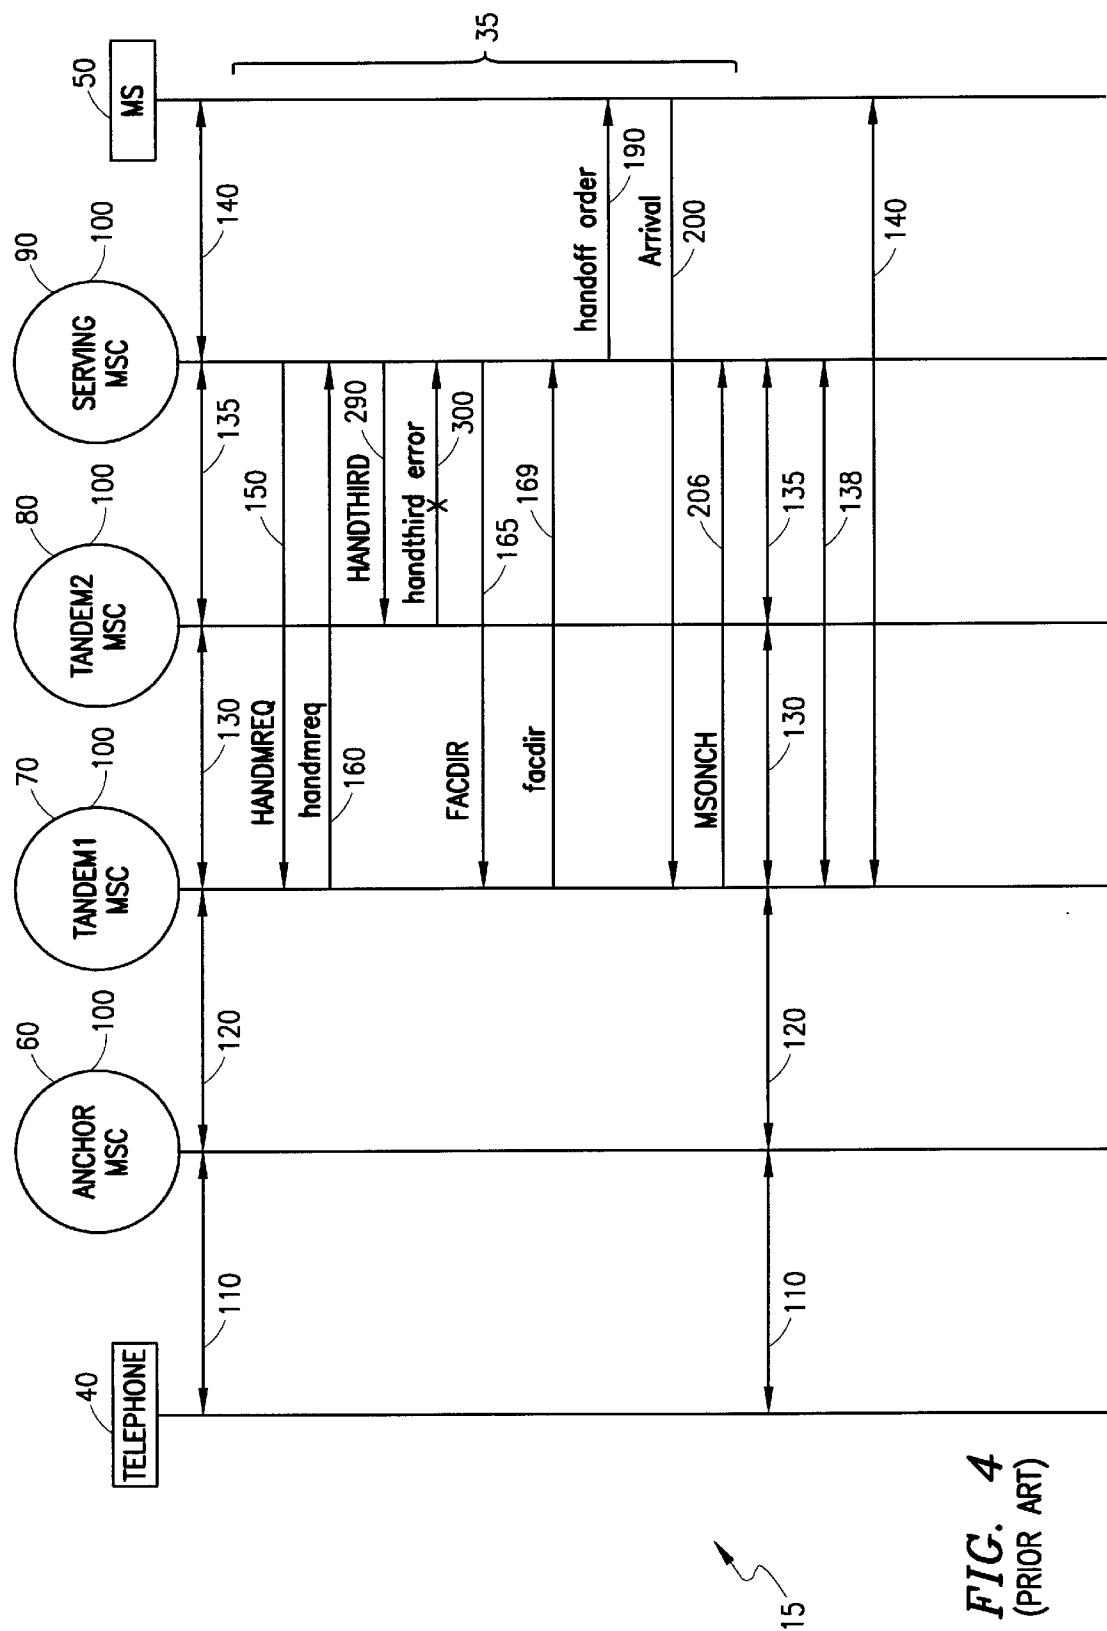 40
TELEPHONE
60
100
ANCHOR
MSC
70
100
TANDEM1
MSC
80
100
TANDEM2
MSC
90
100
SERVING
MSC
50
MS
110
120
130
135
140
HANDMREQ
150
handmreq
160
HANDTHIRD
290
handthird error
300
X
FACDIR
165
facdir
169
handoff order
190
Arrival
200
MSONCH
206
110
120
130
135
138
140
35
15
FIG. 4
(PRIOR ART)